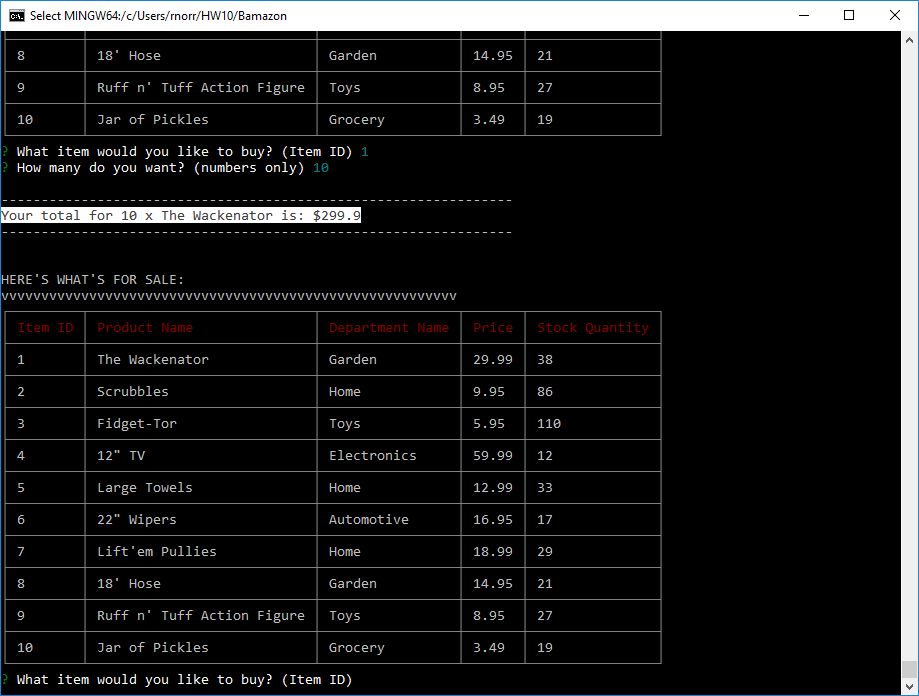 Select MINGW64:/c/Users/rnorr/HW10/Bamazon
8 18' Hose Garden 14.95 21
9 Ruff n' Tuff Action Figure Toys 8.95 27
10 Jar of Pickles Grocery 3.49 19
? What item would you like to buy? (Item ID) 1
? How many do you want? (numbers only) 10
----------------------------------------------------------------
Your total for 10 x The Wackenator is: $299.9
----------------------------------------------------------------
HERE'S WHAT'S FOR SALE:
vvvvvvvvvvvvvvvvvvvvvvvvvvvvvvvvvvvvvvvvvvvvvvvvvvvvvvvvv
Item ID Product Name Department Name Price Stock Quantity
1 The Wackenator Garden 29.99 38
2 Scrubbles Home 9.95 86
3 Fidget-Tor Toys 5.95 110
4 12" TV Electronics 59.99 12
5 Large Towels Home 12.99 33
6 22" Wipers Automotive 16.95 17
7 Lift'em Pullies Home 18.99 29
8 18' Hose Garden 14.95 21
9 Ruff n' Tuff Action Figure Toys 8.95 27
10 Jar of Pickles Grocery 3.49 19
? What item would you like to buy? (Item ID)